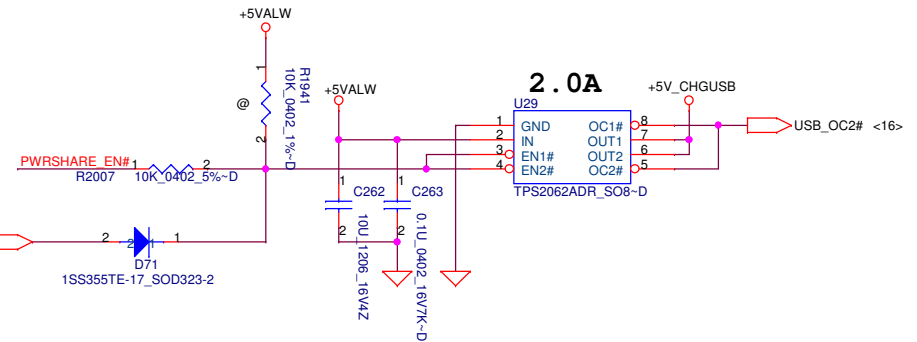 +5VALW
1
R1941
10K_0402_1%~D
@
2
+5VALW
2.0A
U29
+5V_CHGUSB
1 GND OC1# 8
2 IN OUT1 7
3 EN1# OUT2 6
4 EN2# OC2# 5
TPS2062ADR_SO8~D
USB_OC2# <16>
PWRSHARE_EN# 1 2
R2007 10K_0402_5%~D
1 C262
2 10U_1206_16V4Z
1 C263
2 0.1U_0402_16V7K~D
2 2 1
D71
1SS355TE-17_SOD323-2